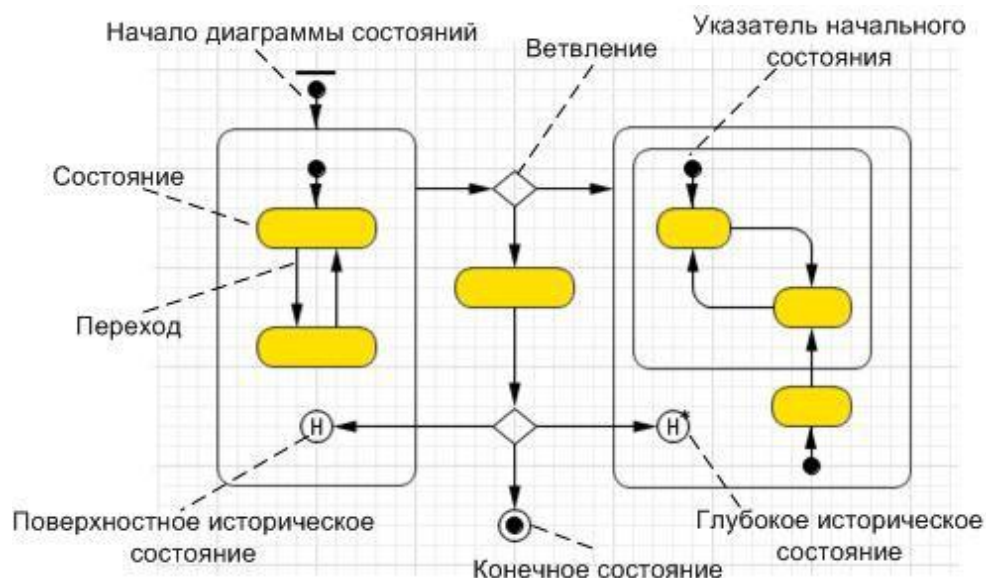 Начало диаграммы состояний
Ветвление
Указатель начального
состояния
Состояние
Переход
H
H*
Поверхностное историческое
состояние
Конечное состояние
Глубокое историческое
состояние